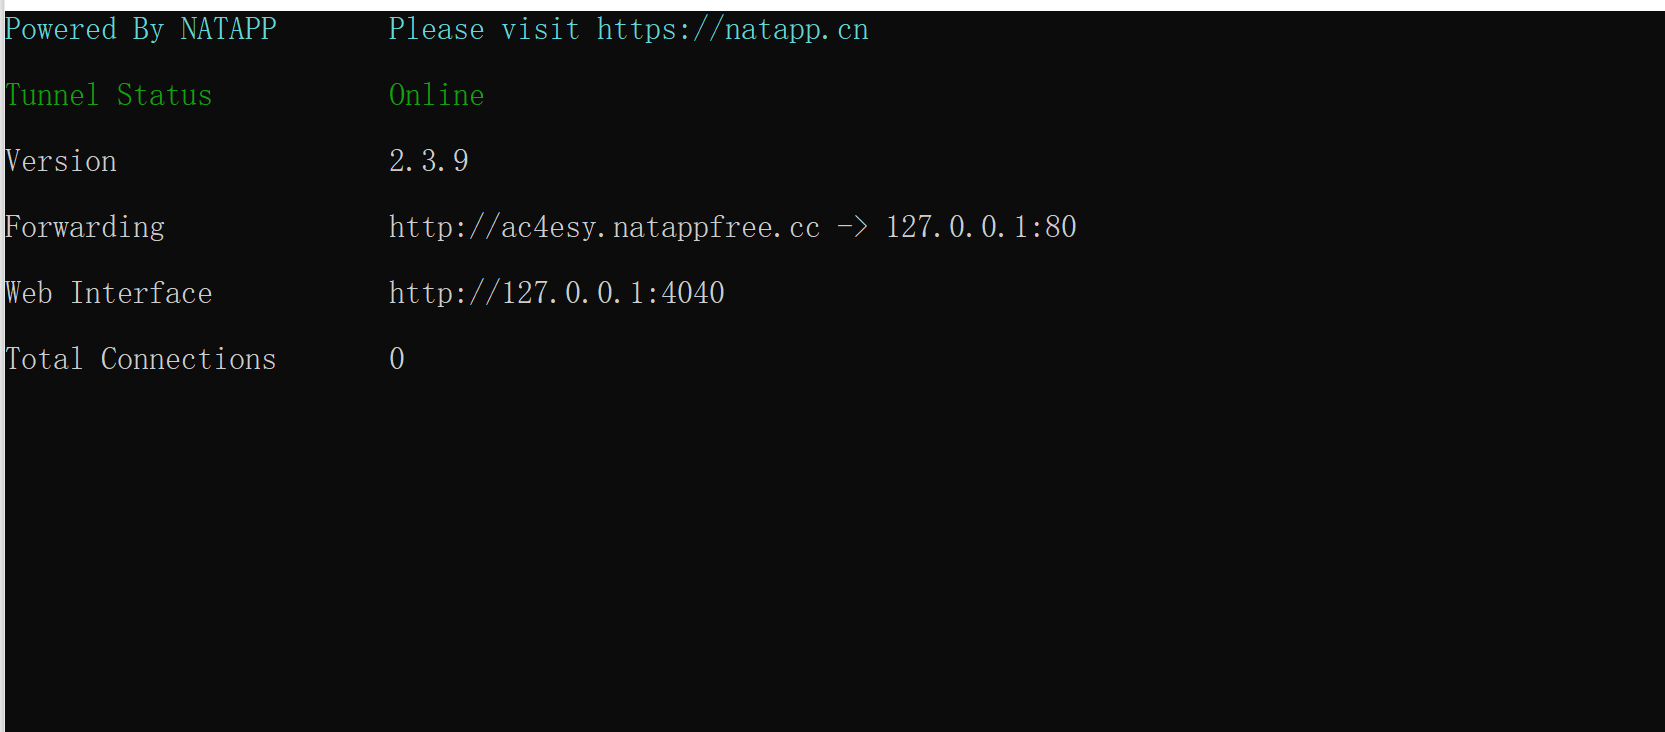 Powered By NATAPP Please visit https://natapp.cn
Tunnel Status Online
Version 2.3.9
Forwarding http://ac4esy.natappfree.cc -> 127.0.0.1:80
Web Interface http://127.0.0.1:4040
Total Connections 0